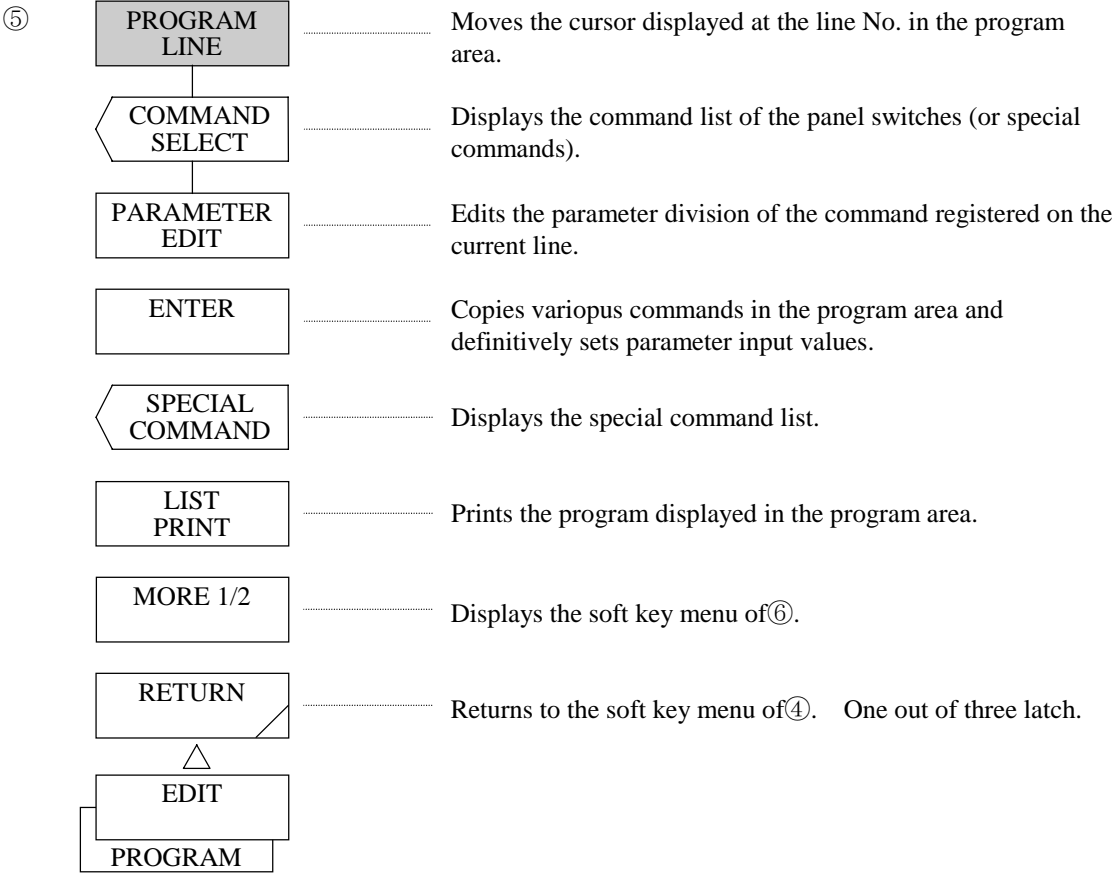 ⑤
PROGRAM
LINE
Moves the cursor displayed at the line No. in the program
area.
COMMAND
SELECT
Displays the command list of the panel switches (or special
commands).
PARAMETER
EDIT
Edits the parameter division of the command registered on the
current line.
ENTER
Copies variopus commands in the program area and
definitively sets parameter input values.
SPECIAL
COMMAND
Displays the special command list.
LIST
PRINT
Prints the program displayed in the program area.
MORE 1/2
Displays the soft key menu of⑥.
RETURN
Returns to the soft key menu of④. One out of three latch.
EDIT
PROGRAM